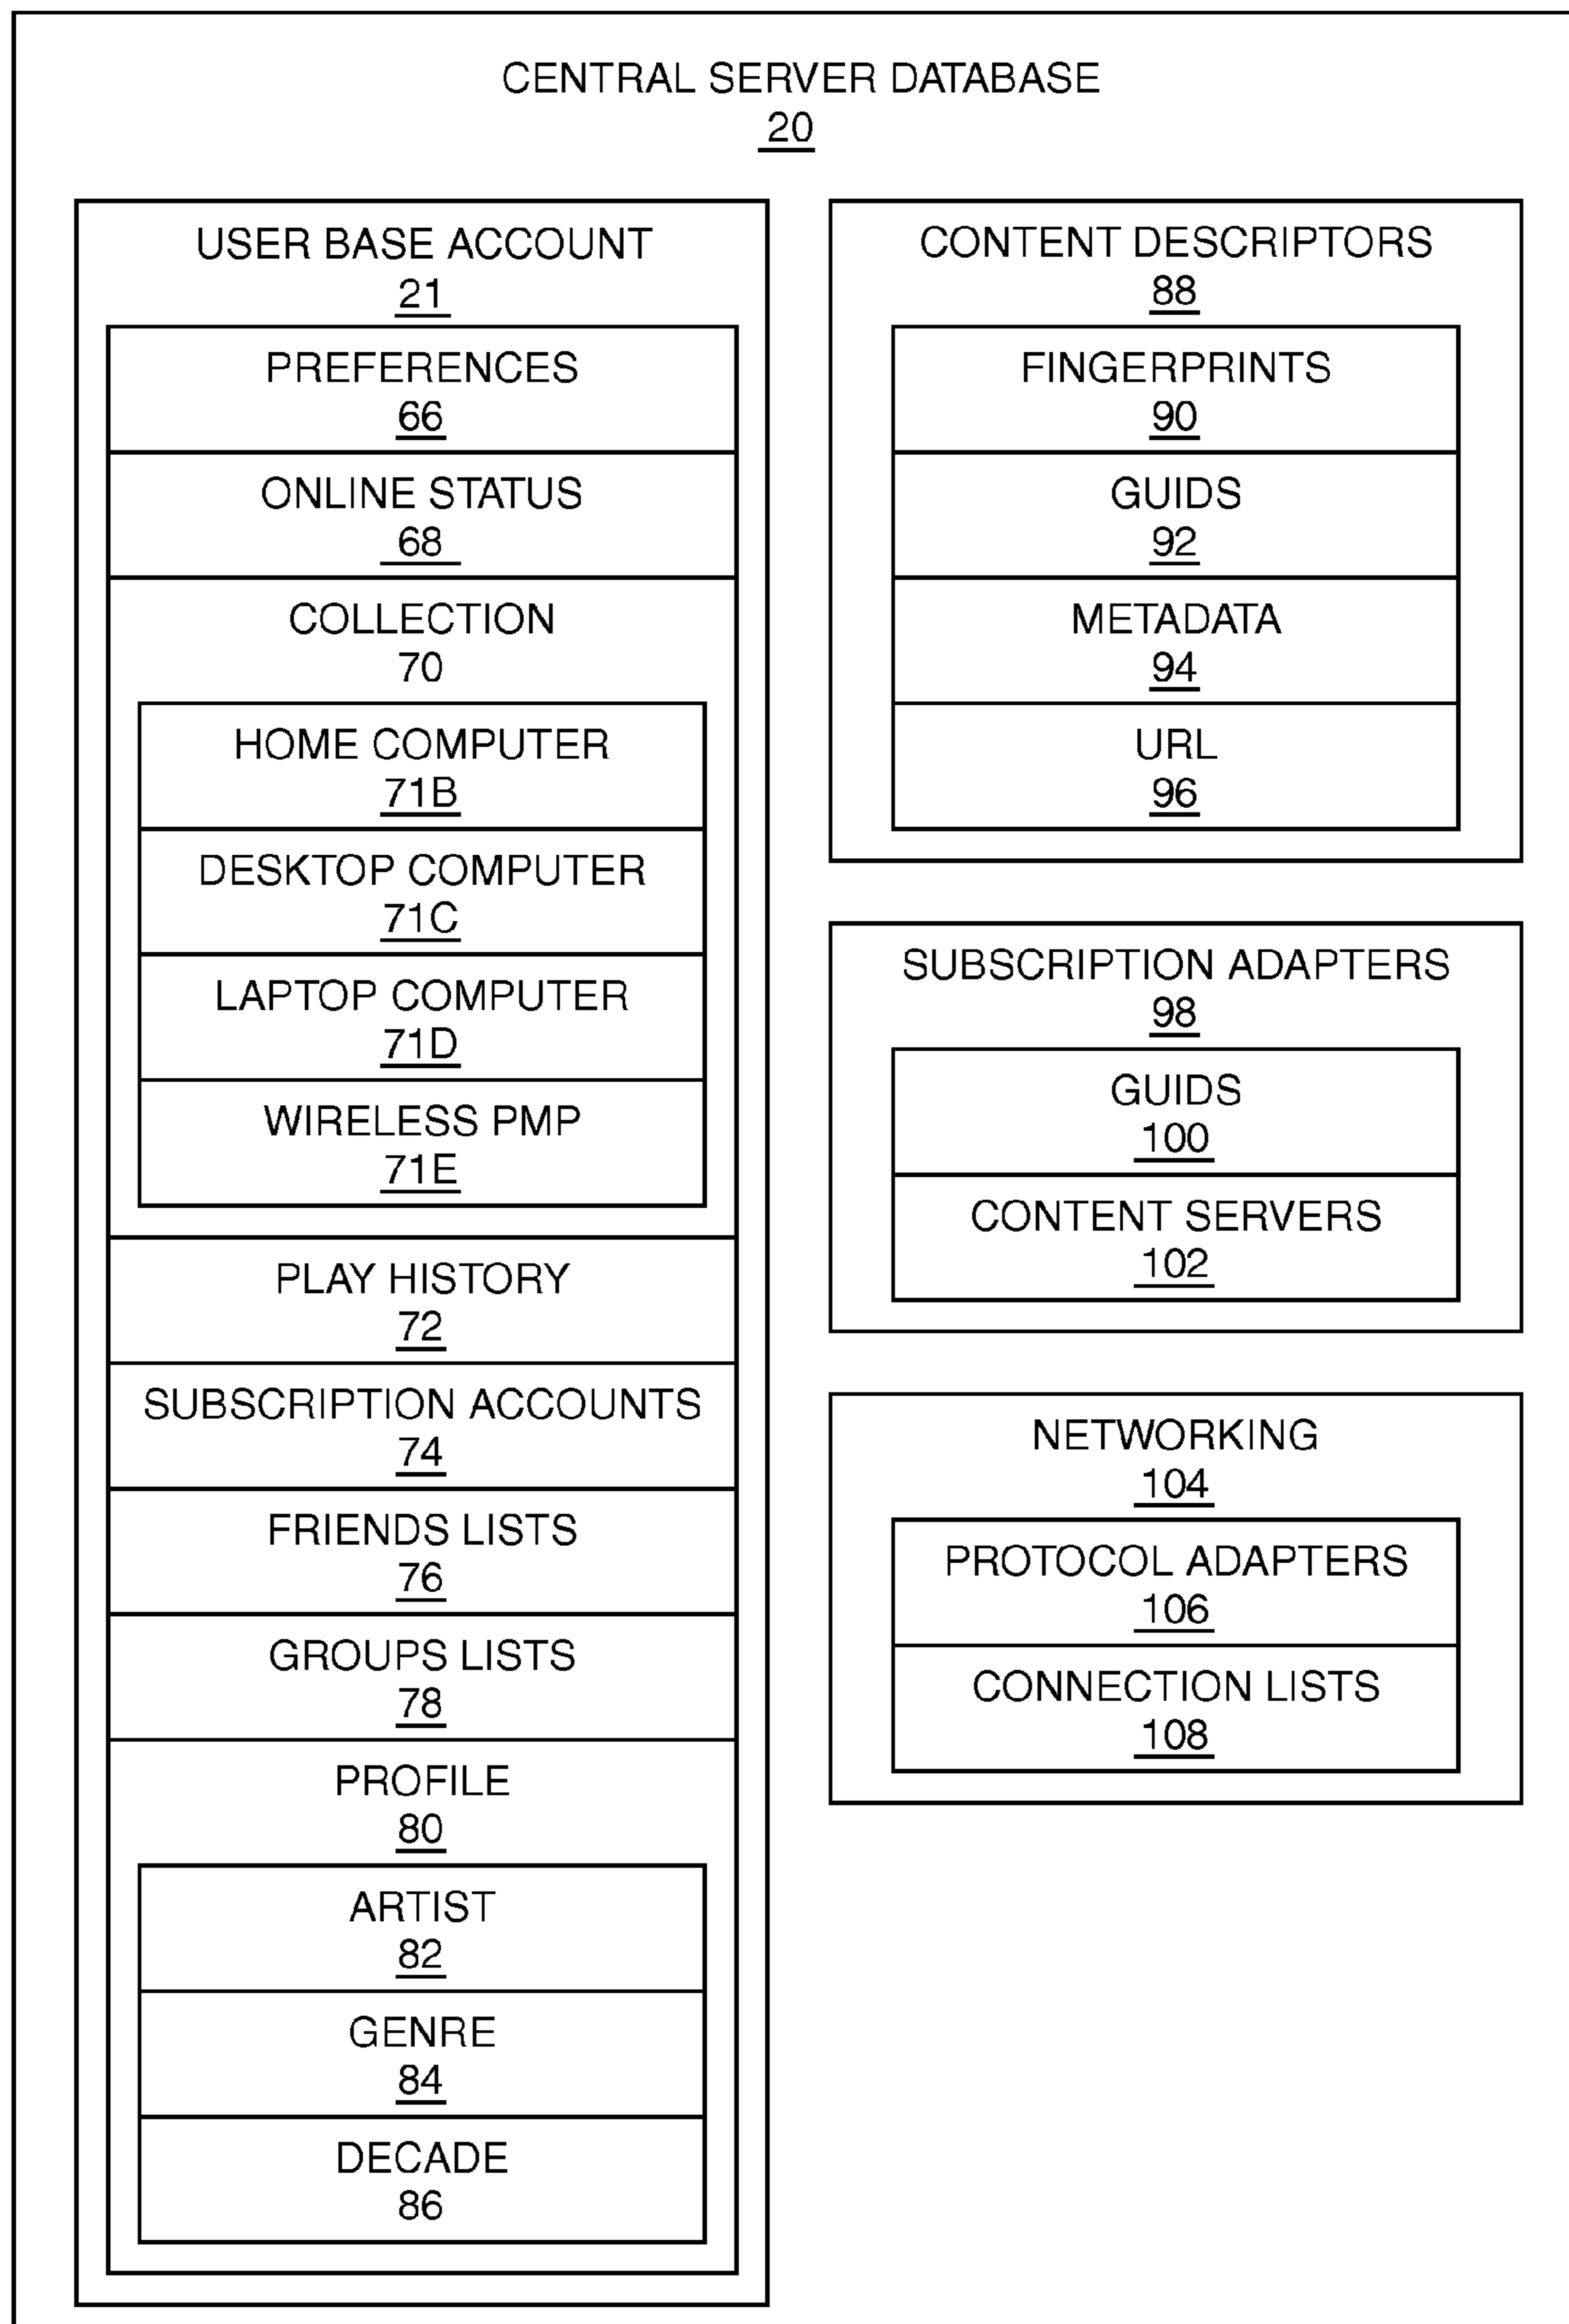 CENTRAL SERVER DATABASE
20
USER BASE ACCOUNT
21
PREFERENCES
66
ONLINE STATUS
68
COLLECTION
70
HOME COMPUTER
71B
DESKTOP COMPUTER
71C
LAPTOP COMPUTER
71D
WIRELESS PMP
71E
PLAY HISTORY
72
SUBSCRIPTION ACCOUNTS
74
FRIENDS LISTS
76
GROUPS LISTS
78
PROFILE
80
ARTIST
82
GENRE
84
DECADE
86
CONTENT DESCRIPTORS
88
FINGERPRINTS
90
GUIDS
92
METADATA
94
URL
96
SUBSCRIPTION ADAPTERS
98
GUIDS
100
CONTENT SERVERS
102
NETWORKING
104
PROTOCOL ADAPTERS
106
CONNECTION LISTS
108